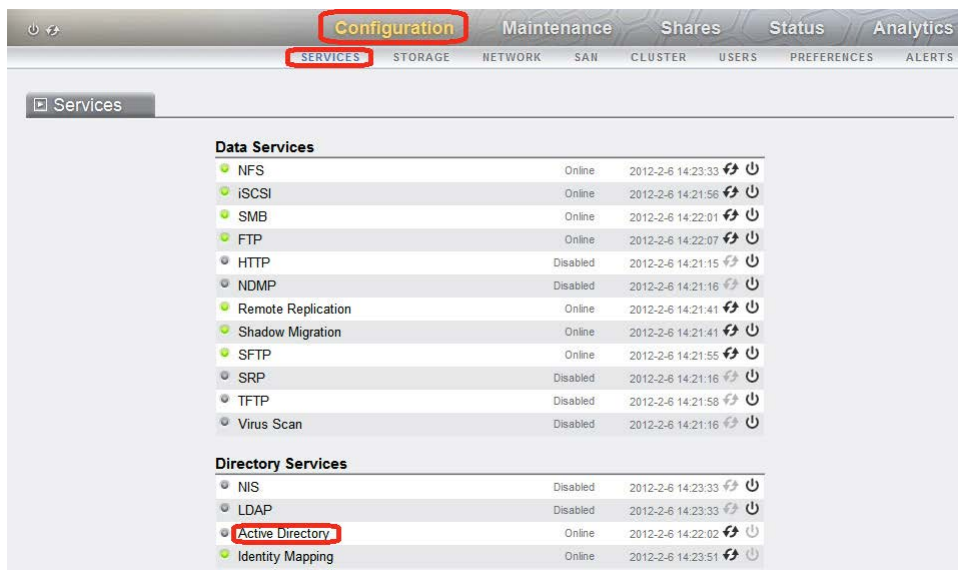 Configuration Maintenance Shares Status Analytics
SERVICES STORAGE NETWORK SAN CLUSTER USERS PREFERENCES ALERTS
Services
Data Services
NFS Online 2012-2-6 14:23:33
iSCSI Online 2012-2-6 14:21:56
SMB Online 2012-2-6 14:22:01
FTP Online 2012-2-6 14:22:07
HTTP Disabled 2012-2-6 14:21:15
NDMP Disabled 2012-2-6 14:21:16
Remote Replication Online 2012-2-6 14:21:41
Shadow Migration Online 2012-2-6 14:21:41
SFTP Online 2012-2-6 14:21:55
SRP Disabled 2012-2-6 14:21:16
TFTP Disabled 2012-2-6 14:21:58
Virus Scan Disabled 2012-2-6 14:21:16
Directory Services
NIS Disabled 2012-2-6 14:23:33
LDAP Disabled 2012-2-6 14:23:33
Active Directory Online 2012-2-6 14:22:02
Identity Mapping Online 2012-2-6 14:23:51